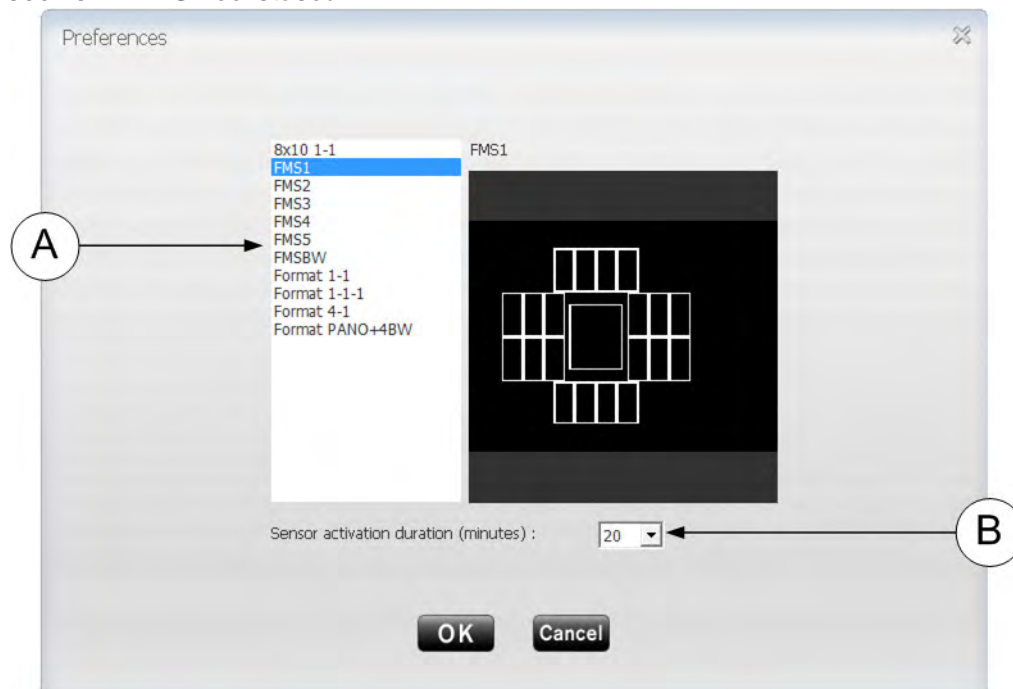 Preferences
8x10 1-1
FMS1
FMS1
FMS2
FMS3
FMS4
FMS5
FMSBW
Format 1-1
Format 1-1-1
Format 4-1
Format PANO+4BW
A
Sensor activation duration (minutes) :
20
B
OK
Cancel